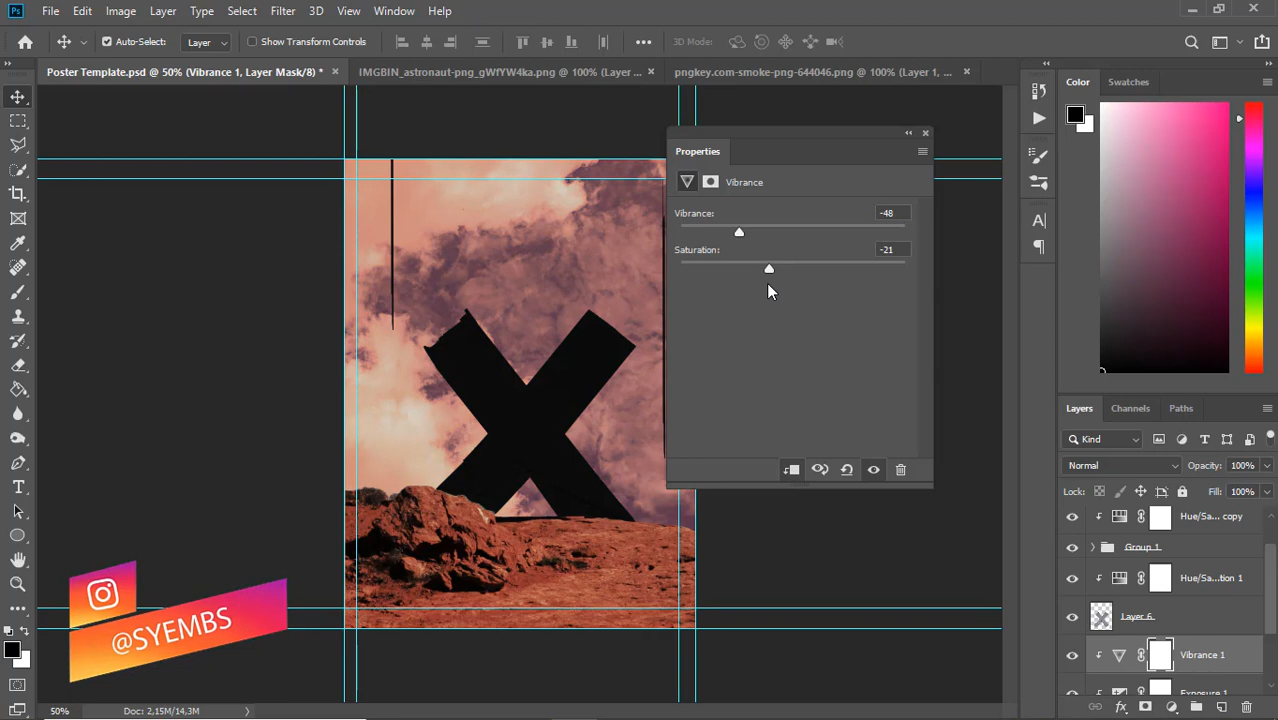 Ps File Edit Image Layer Type Select Filter 3D View Window Help
Auto-Select: Layer Show Transform Controls 3D Mode:
Poster Template.psd @ 50% (Vibrance 1, Layer Mask/8) *
IMGBIN_astronaut-png_gWfYW4ka.png @ 100% (Layer ...
pngkey.com-smoke-png-644046.png @ 100% (Layer 1, ...
Properties
Vibrance
Vibrance: -48
Saturation: -21
Color Swatches
Layers Channels Paths
Kind
Normal Opacity: 100%
Lock: Fill: 100%
Hue/Sa... copy
Group 1
Hue/Sa...tion 1
Layer 6
Vibrance 1
Exposure 1
@SYEMBS
50% Doc: 2,15M/14,3M